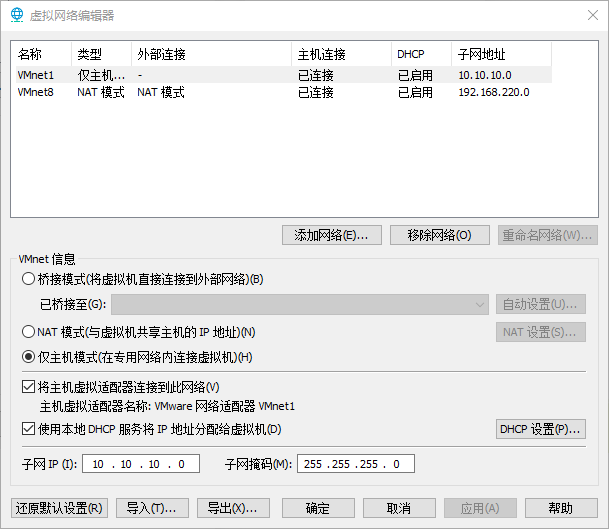 虚拟网络编辑器
名称 类型 外部连接 主机连接 DHCP 子网地址
VMnet1 仅主机... - 已连接 已启用 10.10.10.0
VMnet8 NAT 模式 NAT 模式 已连接 已启用 192.168.220.0
添加网络(E)... 移除网络(O) 重命名网络(W)...
VMnet 信息
桥接模式(将虚拟机直接连接到外部网络)(B)
已桥接至(G): 自动设置(U)...
NAT 模式(与虚拟机共享主机的 IP 地址)(N) NAT 设置(S)...
仅主机模式(在专用网络内连接虚拟机)(H)
将主机虚拟适配器连接到此网络(V)
主机虚拟适配器名称: VMware 网络适配器 VMnet1
使用本地 DHCP 服务将 IP 地址分配给虚拟机(D) DHCP 设置(P)...
子网 IP (I): 10 . 10 . 10 . 0 子网掩码(M): 255 . 255 . 255 . 0
还原默认设置(R) 导入(T)... 导出(X)... 确定 取消 应用(A) 帮助